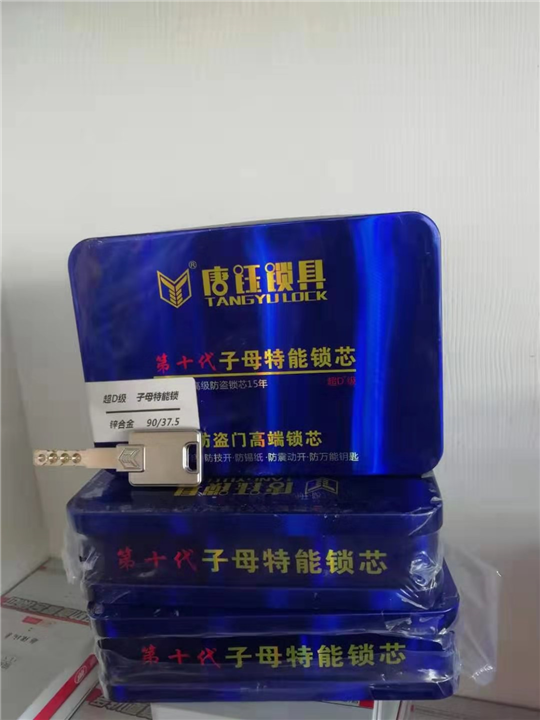 ®
唐钰锁具
TANGYU LOCK
第十代子母特能锁芯
高级防盗锁芯15年
超D级
超D级 子母特能锁
锌合金 90/37.5
防盗门高端锁芯
防技开·防锡纸·防震动开·防万能钥匙
第十代子母特能锁芯
第十代子母特能锁芯